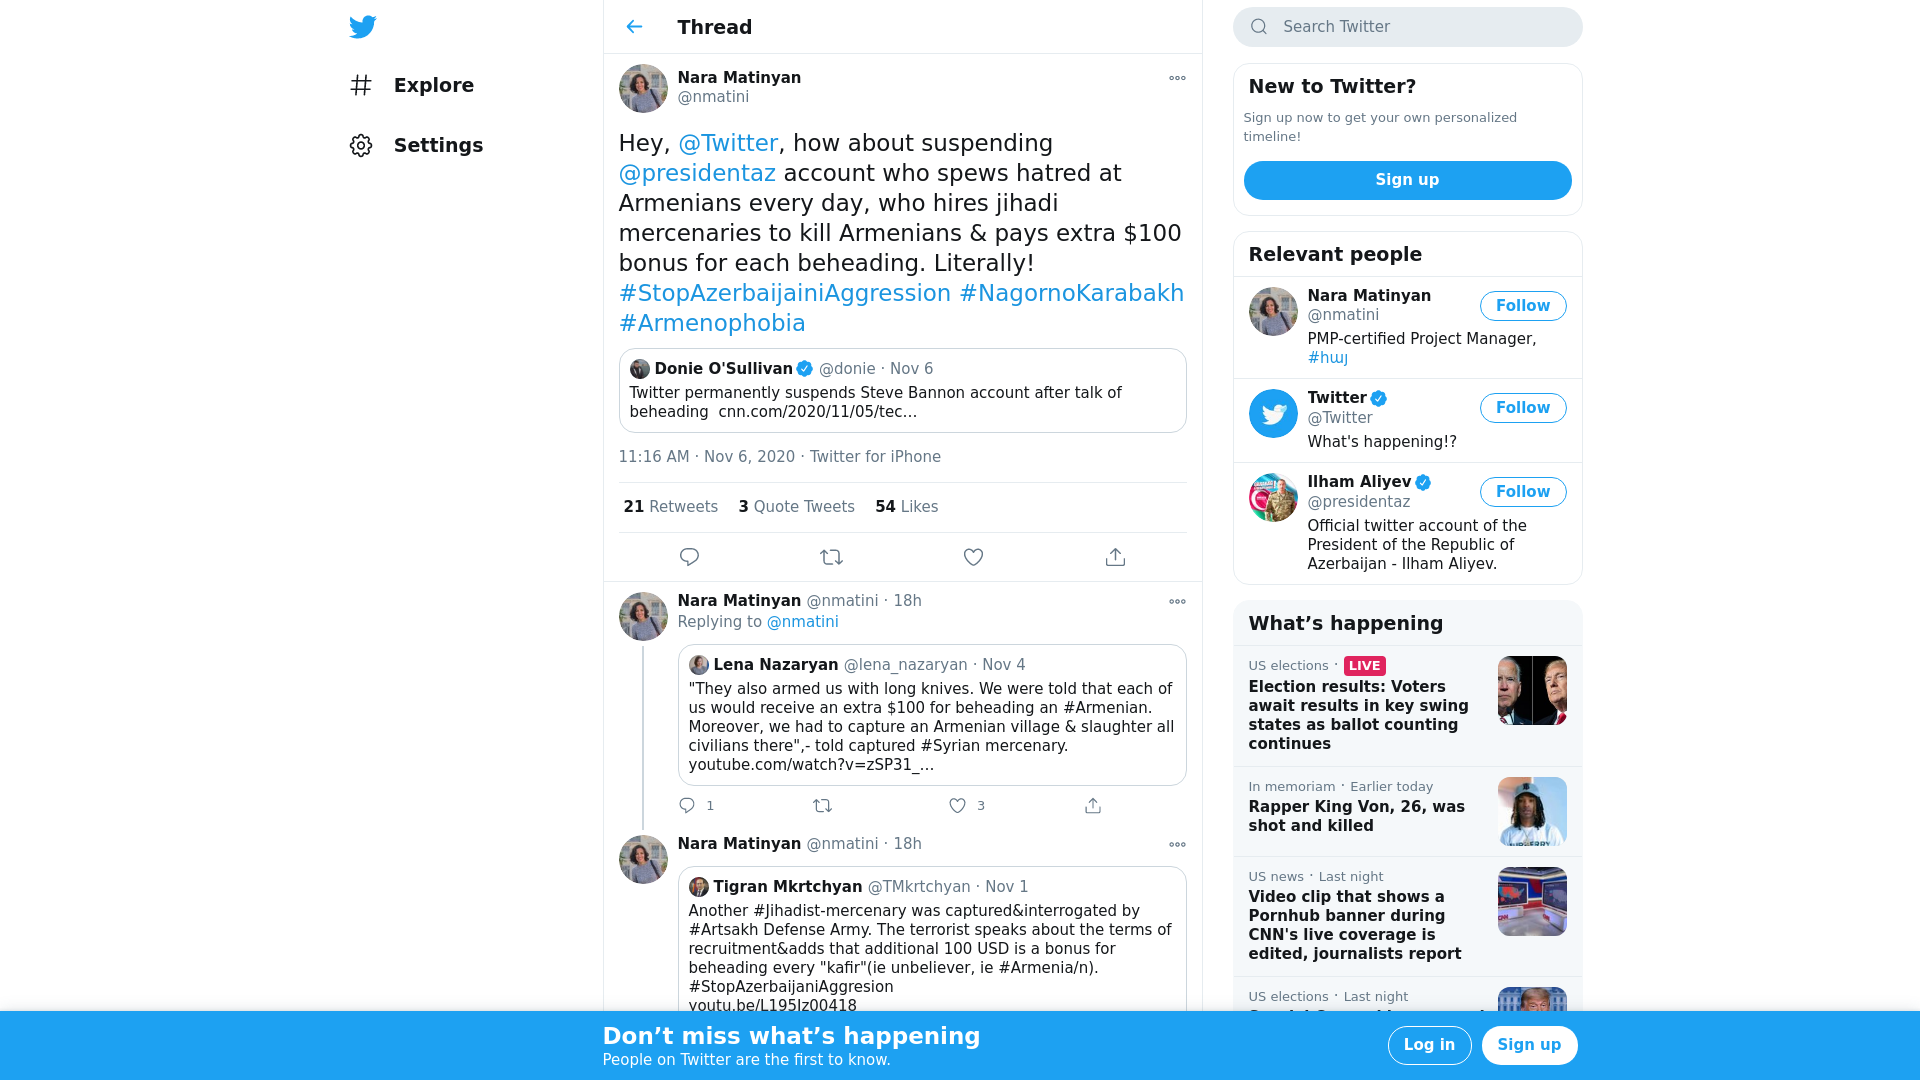 Explore
Settings
Thread
Nara Matinyan
@nmatini
Hey, @Twitter, how about suspending
@presidentaz account who spews hatred at
Armenians every day, who hires jihadi
mercenaries to kill Armenians & pays extra $100
bonus for each beheading. Literally!
#StopAzerbaijainiAggression #NagornoKarabakh
#Armenophobia
Donie O'Sullivan @donie · Nov 6
Twitter permanently suspends Steve Bannon account after talk of
beheading cnn.com/2020/11/05/tec…
11:16 AM · Nov 6, 2020 · Twitter for iPhone
21 Retweets 3 Quote Tweets 54 Likes
Nara Matinyan @nmatini · 18h
Replying to @nmatini
Lena Nazaryan @lena_nazaryan · Nov 4
"They also armed us with long knives. We were told that each of
us would receive an extra $100 for beheading an #Armenian.
Moreover, we had to capture an Armenian village & slaughter all
civilians there",- told captured #Syrian mercenary.
youtube.com/watch?v=zSP31_…
1 3
Nara Matinyan @nmatini · 18h
Tigran Mkrtchyan @TMkrtchyan · Nov 1
Another #Jihadist-mercenary was captured&interrogated by
#Artsakh Defense Army. The terrorist speaks about the terms of
recruitment&adds that additional 100 USD is a bonus for
beheading every "kafir"(ie unbeliever, ie #Armenia/n).
#StopAzerbaijaniAggresion
youtu.be/L195Jz00418
Search Twitter
New to Twitter?
Sign up now to get your own personalized
timeline!
Sign up
Relevant people
Nara Matinyan
@nmatini
Follow
PMP-certified Project Manager,
#հայ
Twitter
@Twitter
Follow
What's happening!?
Ilham Aliyev
@presidentaz
Follow
Official twitter account of the
President of the Republic of
Azerbaijan - Ilham Aliyev.
What’s happening
US elections · LIVE
Election results: Voters
await results in key swing
states as ballot counting
continues
In memoriam · Earlier today
Rapper King Von, 26, was
shot and killed
US news · Last night
Video clip that shows a
Pornhub banner during
CNN's live coverage is
edited, journalists report
US elections · Last night
Don’t miss what’s happening
People on Twitter are the first to know.
Log in
Sign up